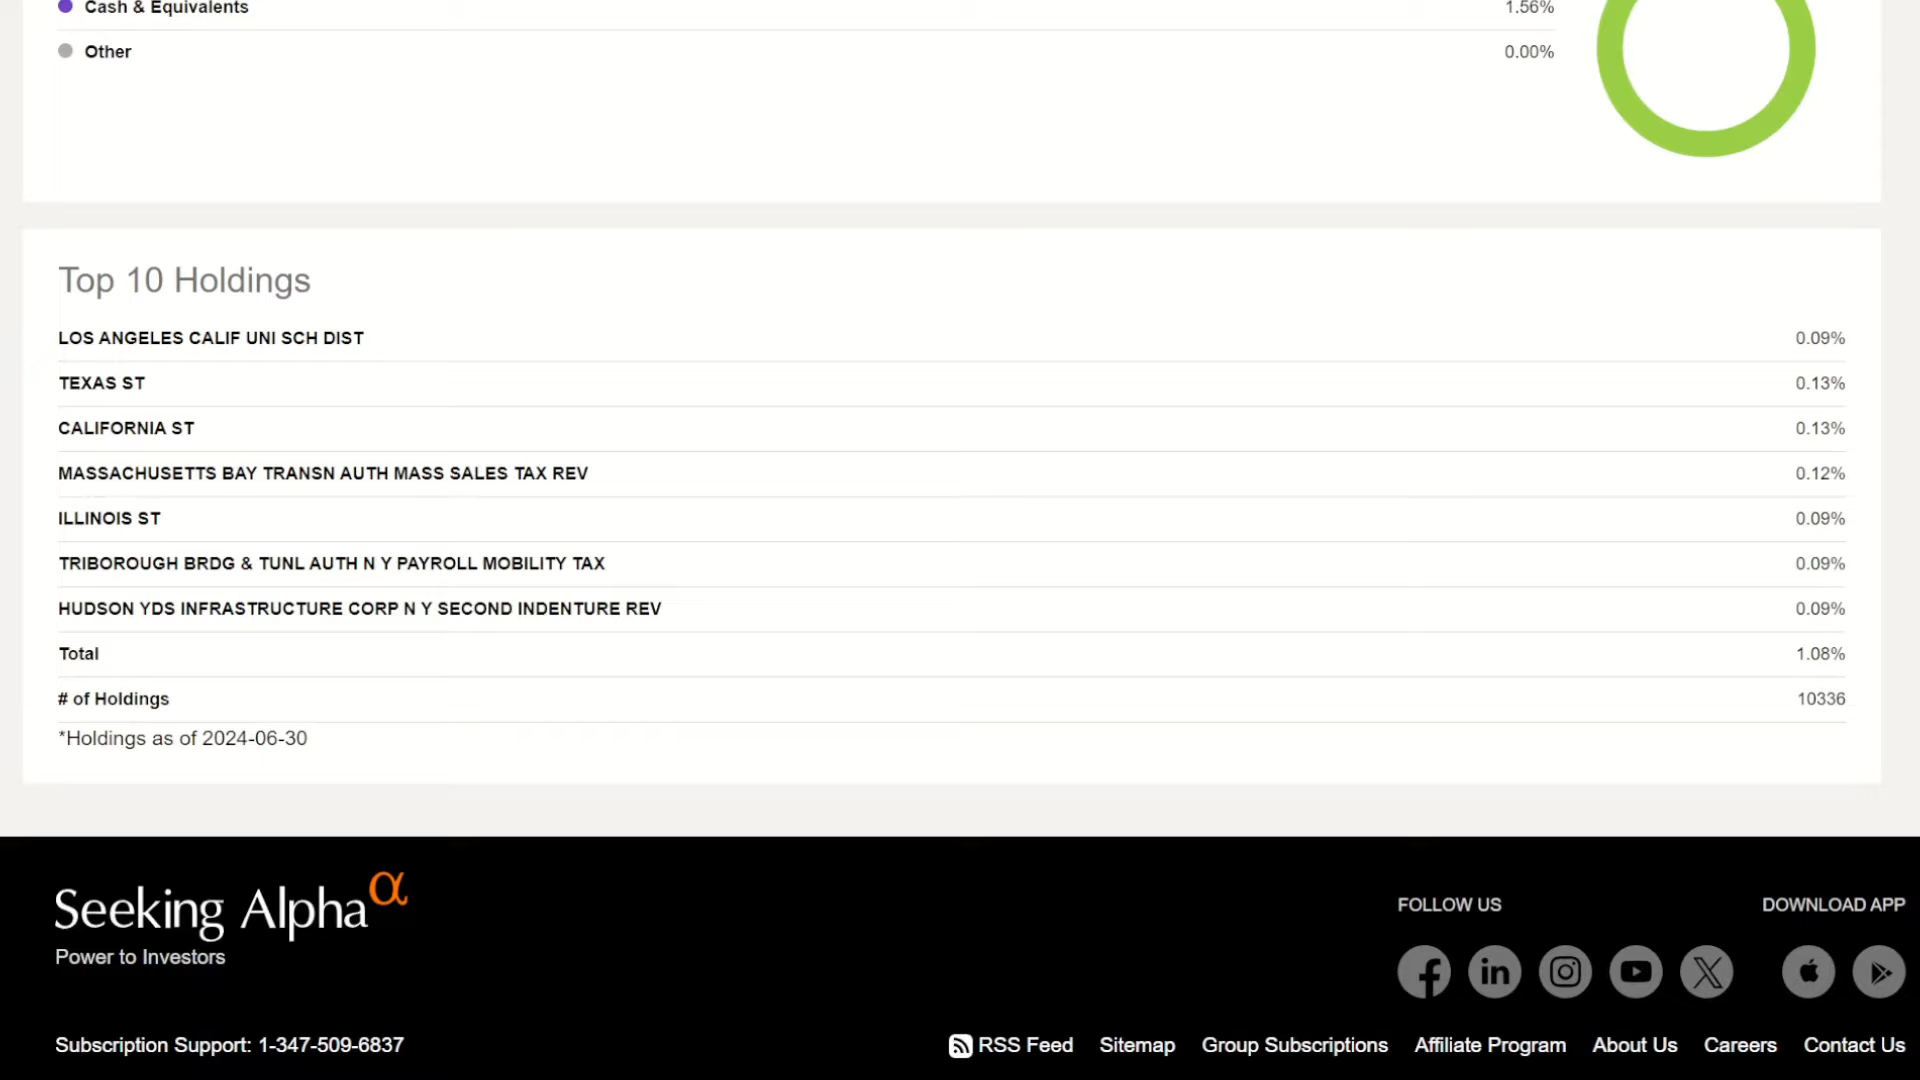 Cash & Equivalents 1.56%
Other 0.00%
Top 10 Holdings
LOS ANGELES CALIF UNI SCH DIST 0.09%
TEXAS ST 0.13%
CALIFORNIA ST 0.13%
MASSACHUSETTS BAY TRANSN AUTH MASS SALES TAX REV 0.12%
ILLINOIS ST 0.09%
TRIBOROUGH BRDG & TUNL AUTH N Y PAYROLL MOBILITY TAX 0.09%
HUDSON YDS INFRASTRUCTURE CORP N Y SECOND INDENTURE REV 0.09%
Total 1.08%
# of Holdings 10336
*Holdings as of 2024-06-30
Seeking Alpha α
Power to Investors
FOLLOW US DOWNLOAD APP
Subscription Support: 1-347-509-6837 RSS Feed Sitemap Group Subscriptions Affiliate Program About Us Careers Contact Us